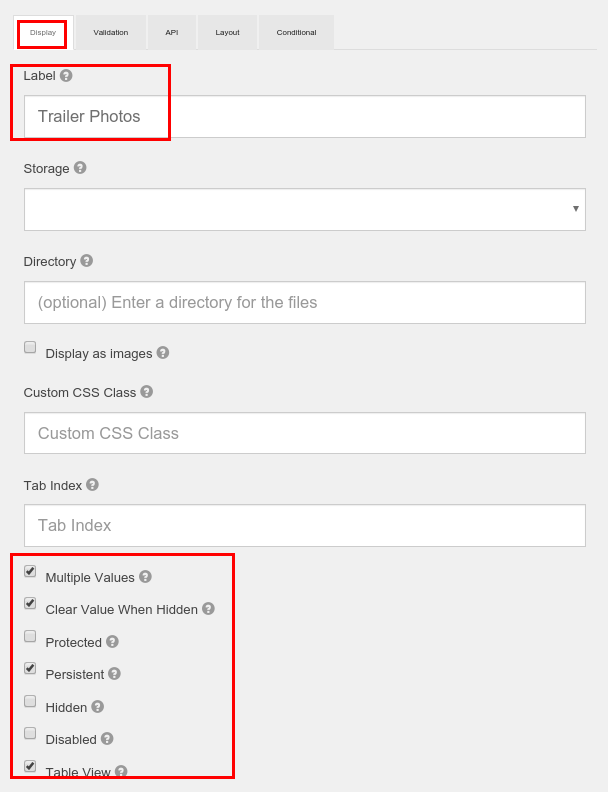 Display Validation API Layout Conditional
Label ?
Trailer Photos
Storage ?
Directory ?
(optional) Enter a directory for the files
Display as images ?
Custom CSS Class ?
Custom CSS Class
Tab Index ?
Tab Index
Multiple Values ?
Clear Value When Hidden ?
Protected ?
Persistent ?
Hidden ?
Disabled ?
Table View ?